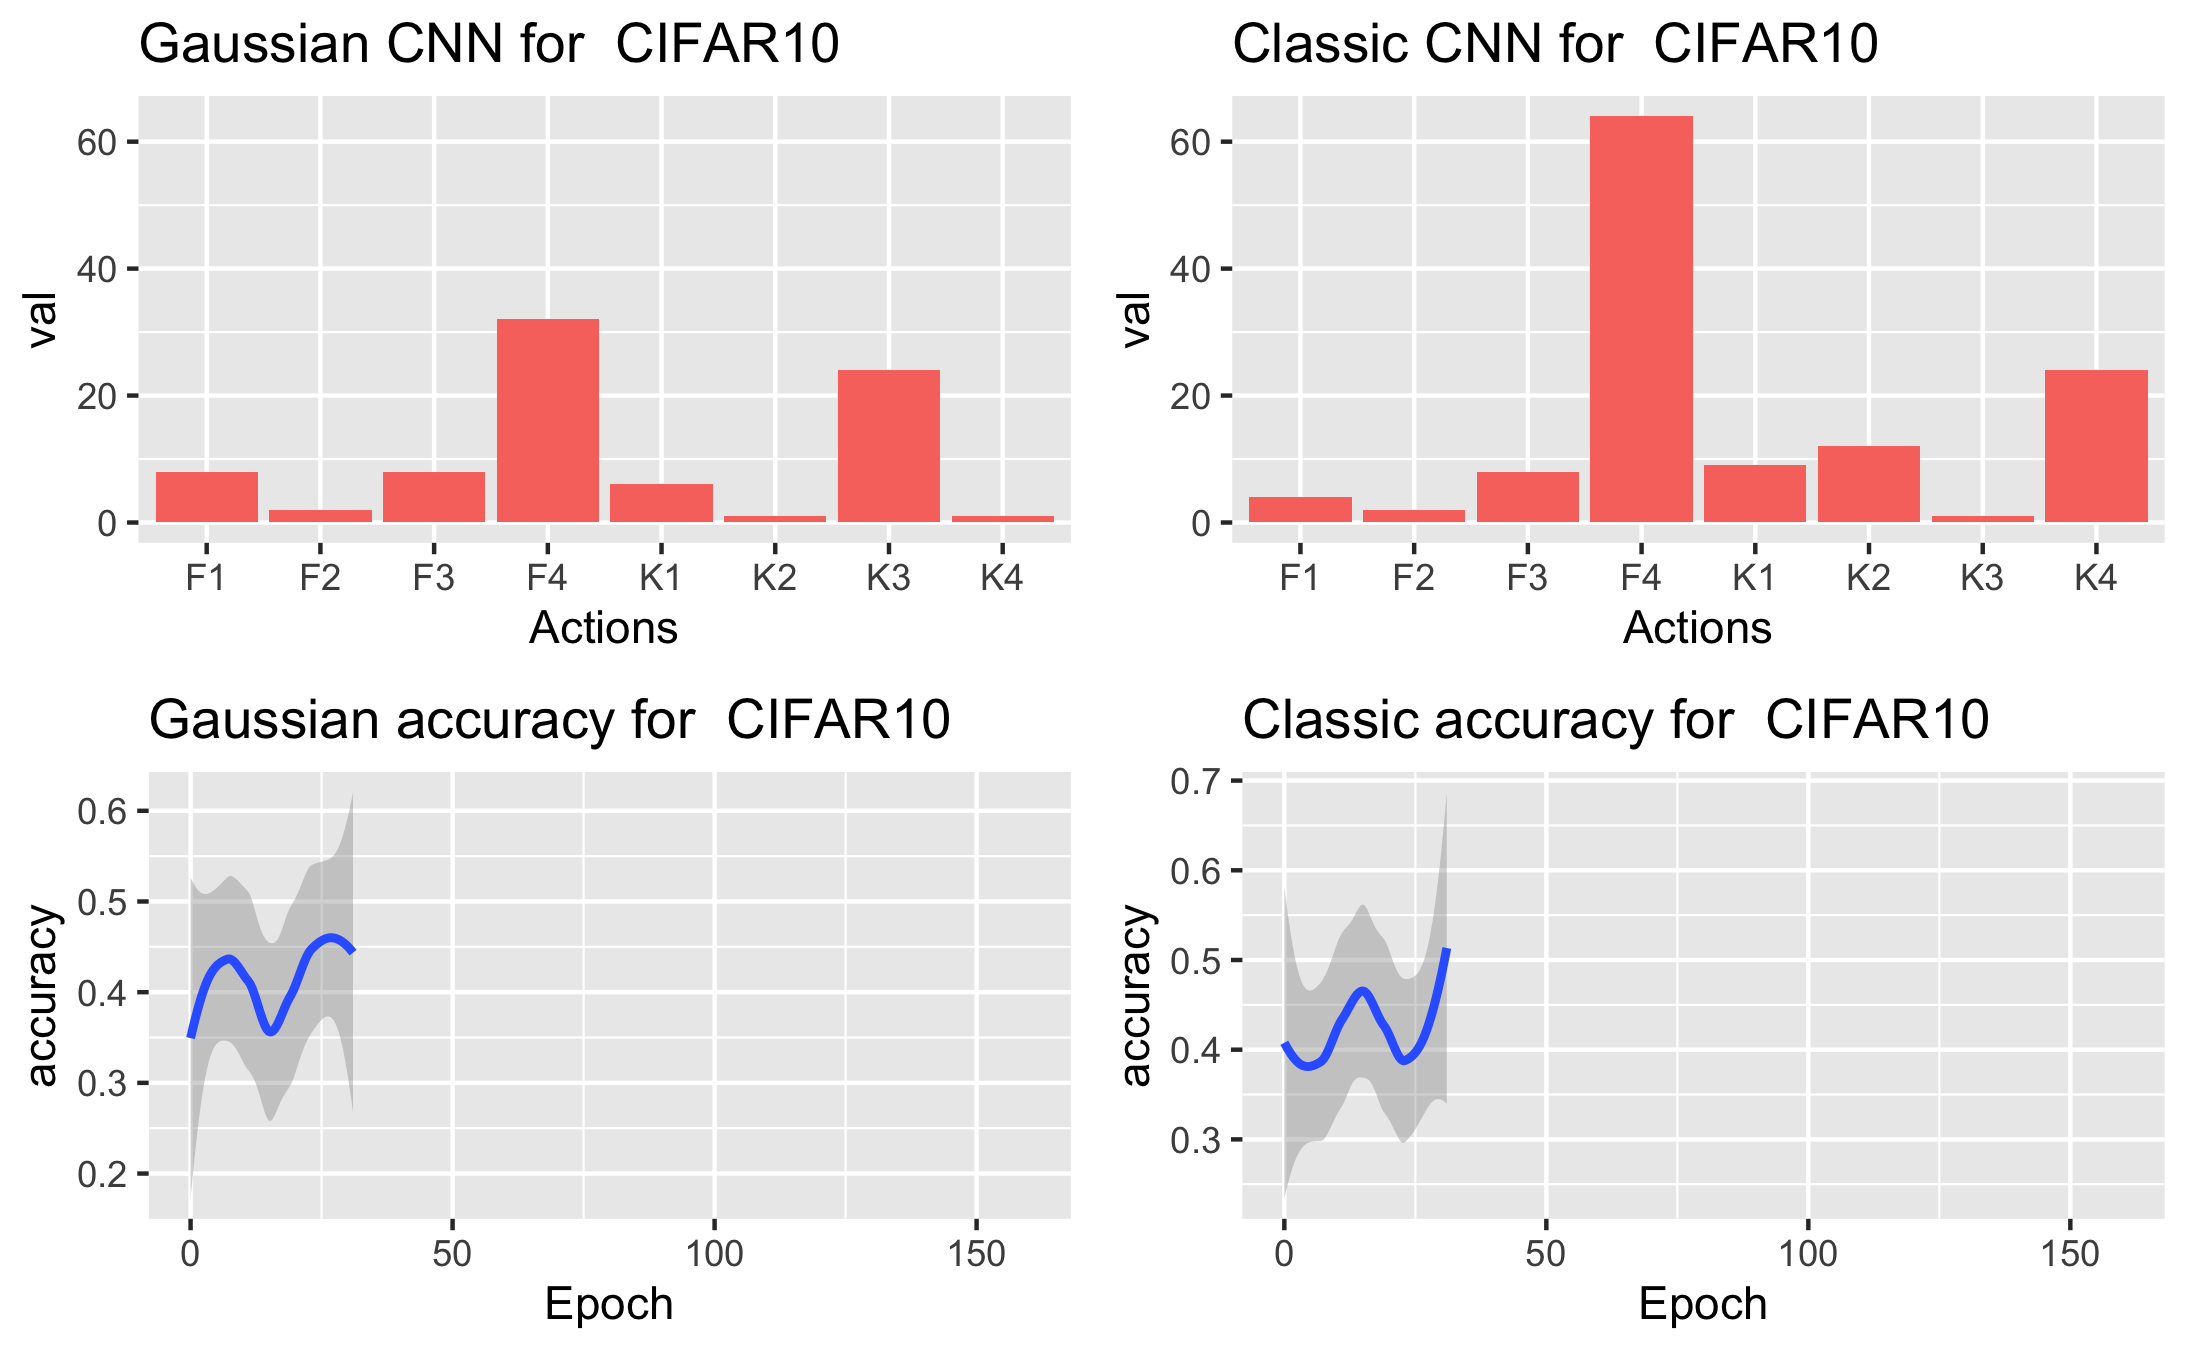 Gaussian CNN for  CIFAR10
60
40
20
0
val
F1 F2 F3 F4 K1 K2 K3 K4
Actions
Classic CNN for  CIFAR10
60
40
20
0
val
F1 F2 F3 F4 K1 K2 K3 K4
Actions
Gaussian accuracy for  CIFAR10
0.6
0.5
0.4
0.3
0.2
accuracy
0 50 100 150
Epoch
Classic accuracy for  CIFAR10
0.7
0.6
0.5
0.4
0.3
accuracy
0 50 100 150
Epoch